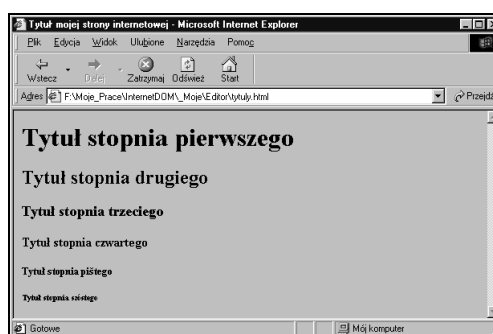 Tytuł mojej strony internetowej - Microsoft Internet Explorer
Plik Edycja Widok Ulubione Narzędzia Pomoc
Wstecz Dalej Zatrzymaj Odśwież Start
Adres F:\Moje_Prace\InternetDOM\_Moje\Editor\tytuly.html Przejdź
Tytuł stopnia pierwszego
Tytuł stopnia drugiego
Tytuł stopnia trzeciego
Tytuł stopnia czwartego
Tytuł stopnia pištego
Tytuł stopnia szóstego
Gotowe Mój komputer